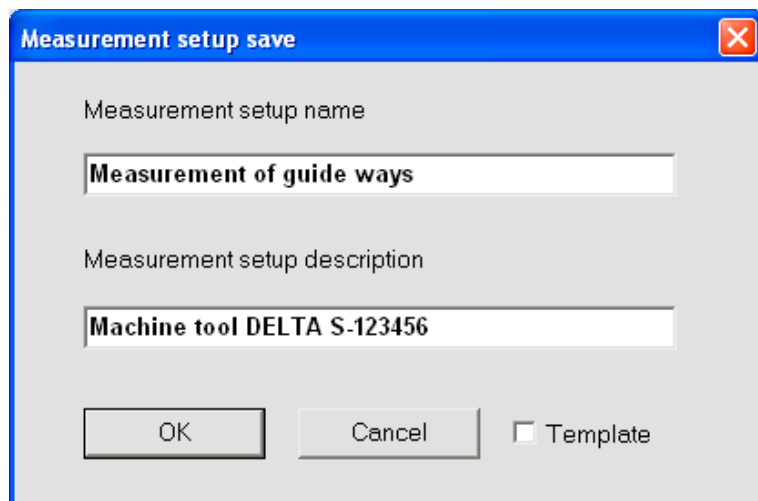 Measurement setup save
Measurement setup name
Measurement of guide ways
Measurement setup description
Machine tool DELTA S-123456
OK Cancel Template